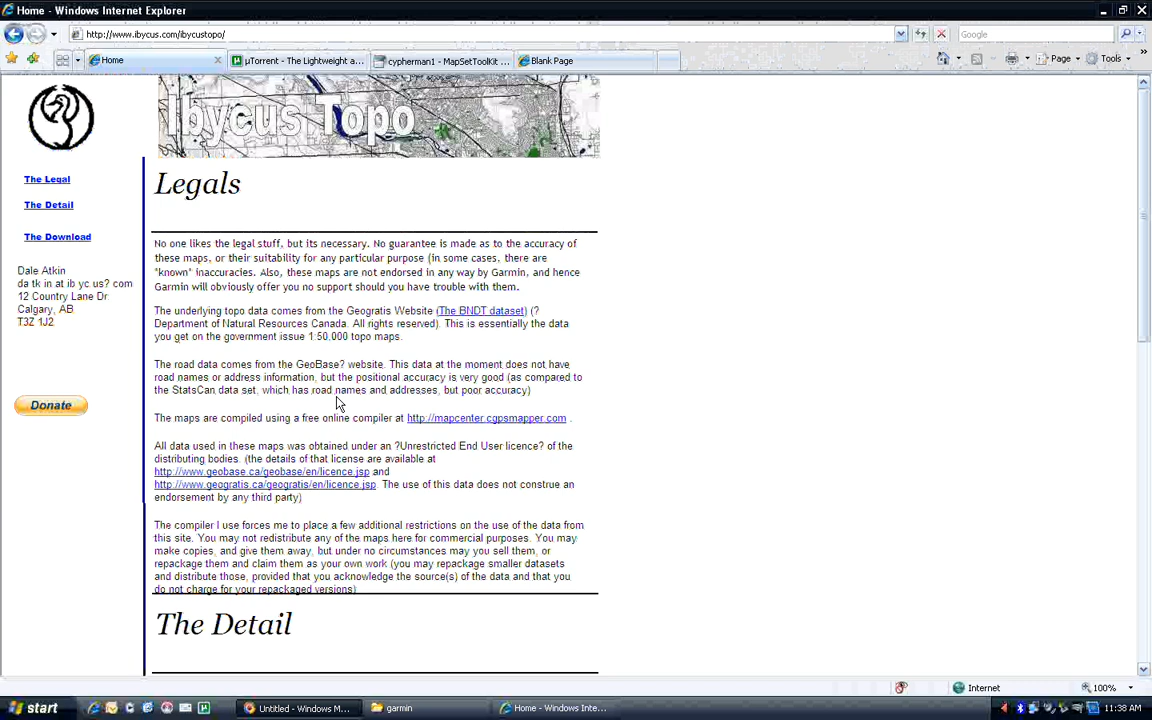 Home - Windows Internet Explorer
http://www.ibycus.com/ibycustopo/
Google
Home
µTorrent - The Lightweight a...
cypherman1 - MapSetToolKit ...
Blank Page
Page
Tools
Ibycus Topo
Legals
The Legal
The Detail
The Download
Dale Atkin
da tk in at ib yc us? com
12 Country Lane Dr.
Calgary, AB
T3Z 1J2
Donate
No one likes the legal stuff, but its necessary. No guarantee is made as to the accuracy of
these maps, or their suitability for any particular purpose (in some cases, there are
"known" inaccuracies. Also, these maps are not endorsed in any way by Garmin, and hence
Garmin will obviously offer you no support should you have trouble with them.
The underlying topo data comes from the Geogratis Website (The BNDT dataset) (?
Department of Natural Resources Canada. All rights reserved). This is essentially the data
you get on the government issue 1:50,000 topo maps.
The road data comes from the GeoBase? website. This data at the moment does not have
road names or address information, but the positional accuracy is very good (as compared to
the StatsCan data set, which has road names and addresses, but poor accuracy)
The maps are compiled using a free online compiler at http://mapcenter.cgpsmapper.com .
All data used in these maps was obtained under an ?Unrestricted End User licence? of the
distributing bodies. (the details of that license are available at
http://www.geobase.ca/geobase/en/licence.jsp and
http://www.geogratis.ca/geogratis/en/licence.jsp. The use of this data does not construe an
endorsement by any third party)
The compiler I use forces me to place a few additional restrictions on the use of the data from
this site. You may not redistribute any of the maps here for commercial purposes. You may
make copies, and give them away, but under no circumstances may you sell them, or
repackage them and claim them as your own work (you may repackage smaller datasets
and distribute those, provided that you acknowledge the source(s) of the data and that you
do not charge for your repackaged versions)
The Detail
Internet
100%
start
Untitled - Windows M...
garmin
Home - Windows Inte...
11:38 AM